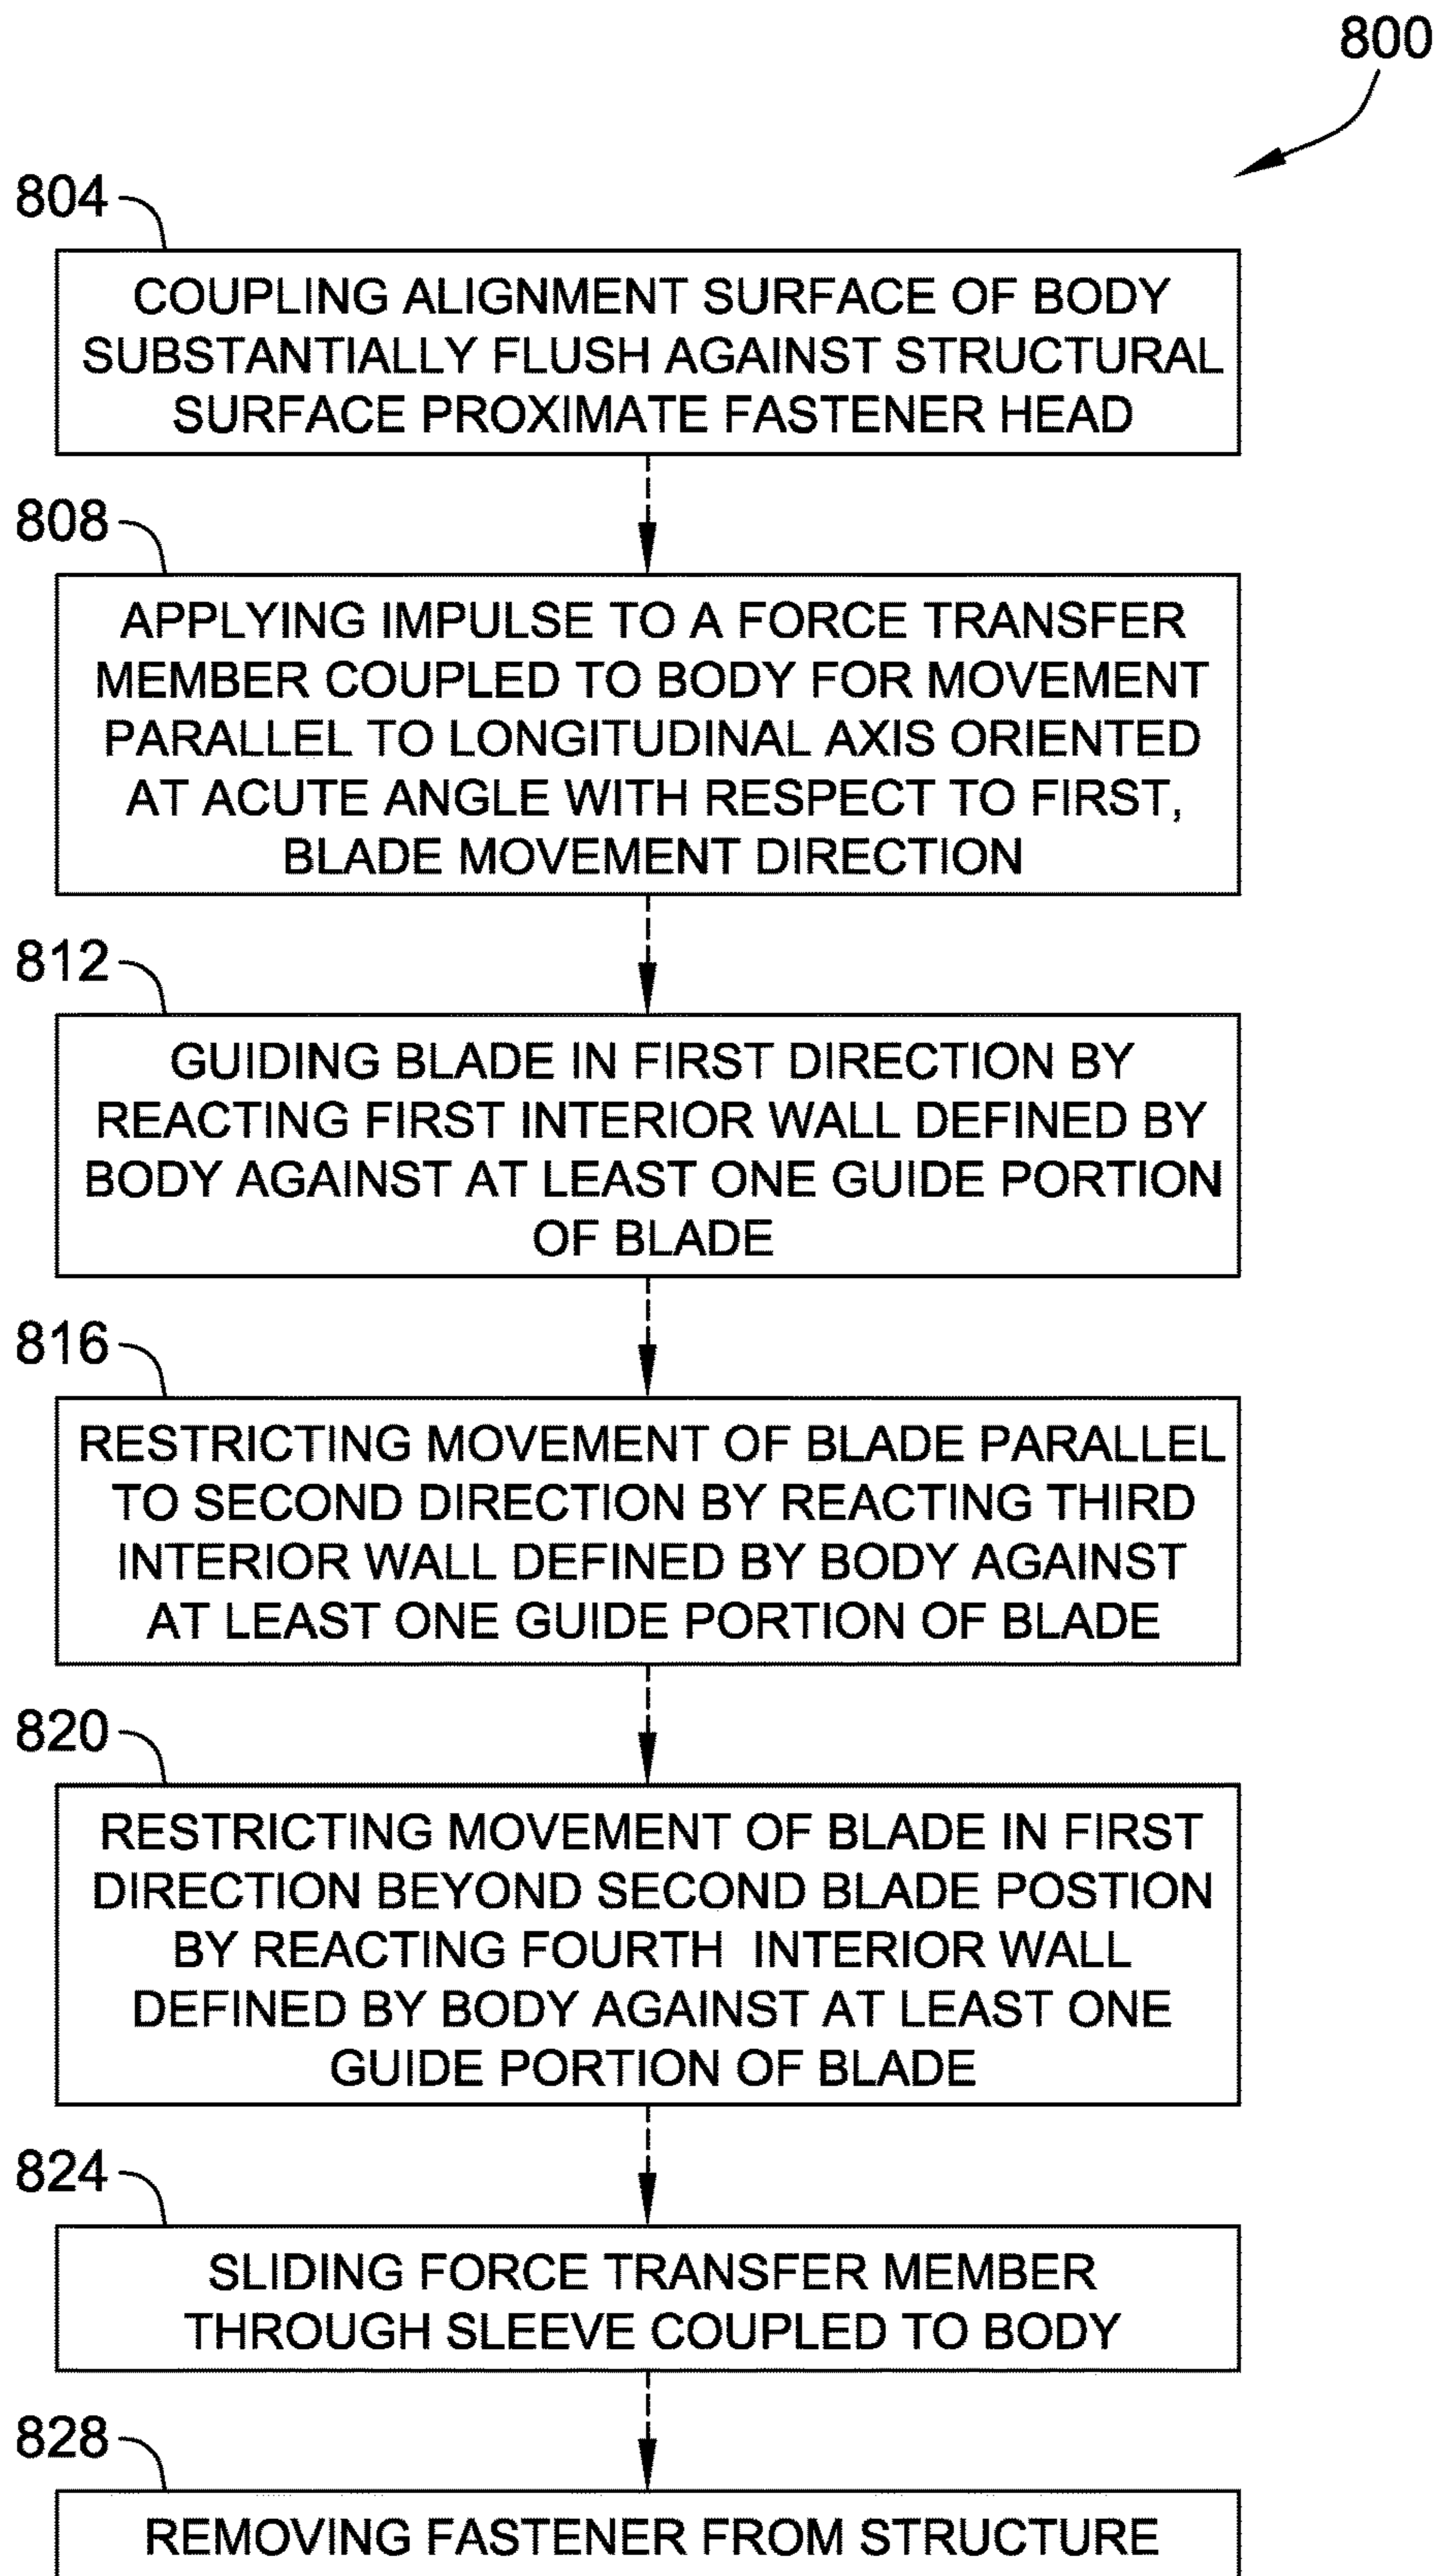 800
804
COUPLING ALIGNMENT SURFACE OF BODY
SUBSTANTIALLY FLUSH AGAINST STRUCTURAL
SURFACE PROXIMATE FASTENER HEAD
808
APPLYING IMPULSE TO A FORCE TRANSFER
MEMBER COUPLED TO BODY FOR MOVEMENT
PARALLEL TO LONGITUDINAL AXIS ORIENTED
AT ACUTE ANGLE WITH RESPECT TO FIRST,
BLADE MOVEMENT DIRECTION
812
GUIDING BLADE IN FIRST DIRECTION BY
REACTING FIRST INTERIOR WALL DEFINED BY
BODY AGAINST AT LEAST ONE GUIDE PORTION
OF BLADE
816
RESTRICTING MOVEMENT OF BLADE PARALLEL
TO SECOND DIRECTION BY REACTING THIRD
INTERIOR WALL DEFINED BY BODY AGAINST
AT LEAST ONE GUIDE PORTION OF BLADE
820
RESTRICTING MOVEMENT OF BLADE IN FIRST
DIRECTION BEYOND SECOND BLADE POSTION
BY REACTING FOURTH INTERIOR WALL
DEFINED BY BODY AGAINST AT LEAST ONE
GUIDE PORTION OF BLADE
824
SLIDING FORCE TRANSFER MEMBER
THROUGH SLEEVE COUPLED TO BODY
828
REMOVING FASTENER FROM STRUCTURE